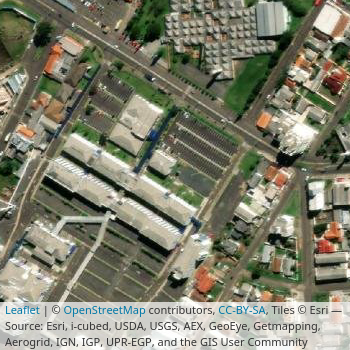 Leaflet | © OpenStreetMap contributors, CC-BY-SA, Tiles © Esri —
Source: Esri, i-cubed, USDA, USGS, AEX, GeoEye, Getmapping,
Aerogrid, IGN, IGP, UPR-EGP, and the GIS User Community